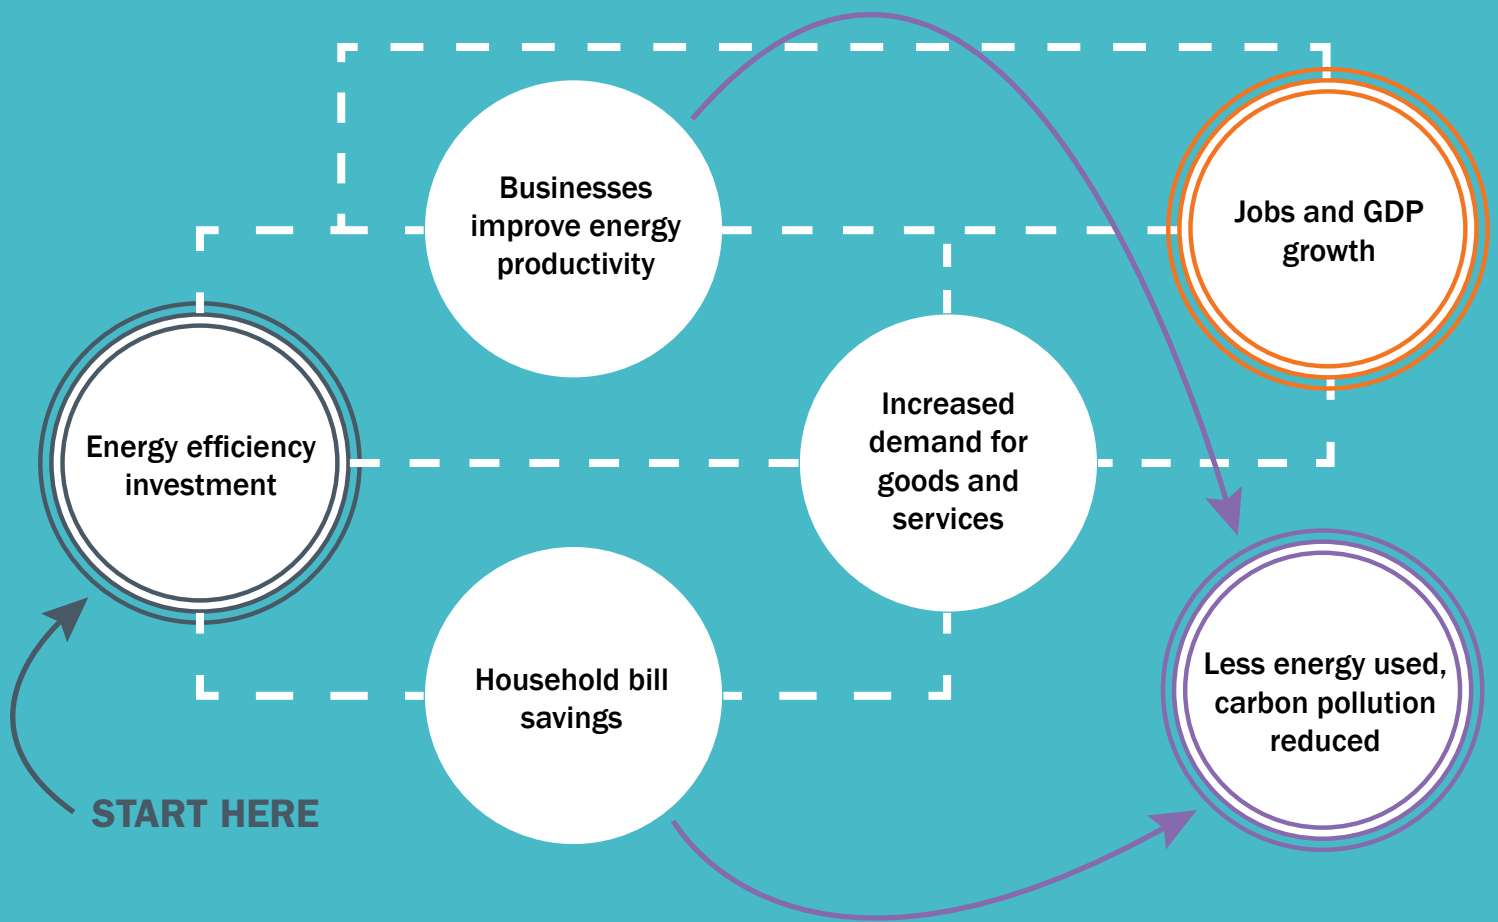 Businesses
improve energy
productivity
Jobs and GDP
growth
Energy efficiency
investment
Increased
demand for
goods and
services
Household bill
savings
Less energy used,
carbon pollution
reduced
START HERE